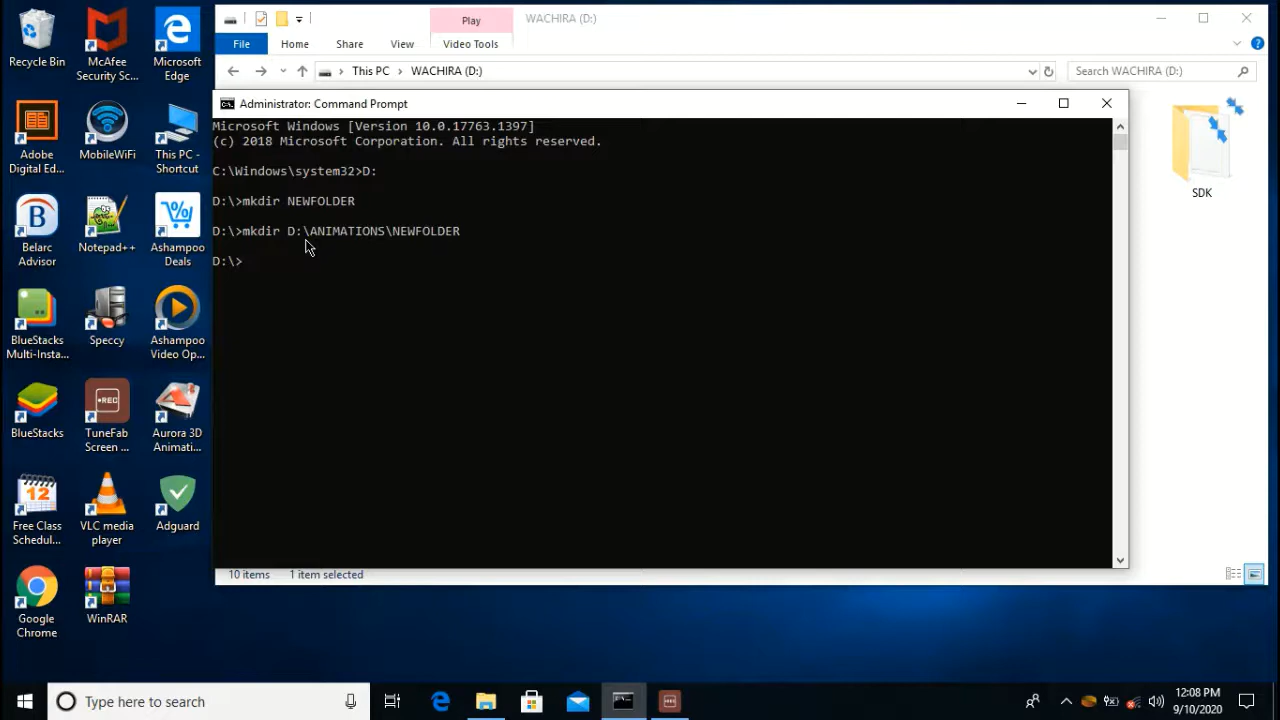 Play
WACHIRA (D:)
File
Home
Share
View
Video Tools
This PC
WACHIRA (D:)
Search WACHIRA (D:)
Administrator: Command Prompt
Microsoft Windows [Version 10.0.17763.1397]
(c) 2018 Microsoft Corporation. All rights reserved.
C:\Windows\system32>D:
D:\>mkdir NEWFOLDER
D:\>mkdir D:\ANIMATIONS\NEWFOLDER
D:\>
SDK
10 items
1 item selected
Recycle Bin
McAfee
Security Sc...
Microsoft
Edge
Adobe
Digital Ed...
MobileWiFi
This PC -
Shortcut
Belarc
Advisor
Notepad++
Ashampoo
Deals
BlueStacks
Multi-Insta...
Speccy
Ashampoo
Video Op...
BlueStacks
REC
TuneFab
Screen ...
Aurora 3D
Animati...
12
Free Class
Schedul...
VLC media
player
Adguard
Google
Chrome
WinRAR
Type here to search
12:08 PM
9/10/2020